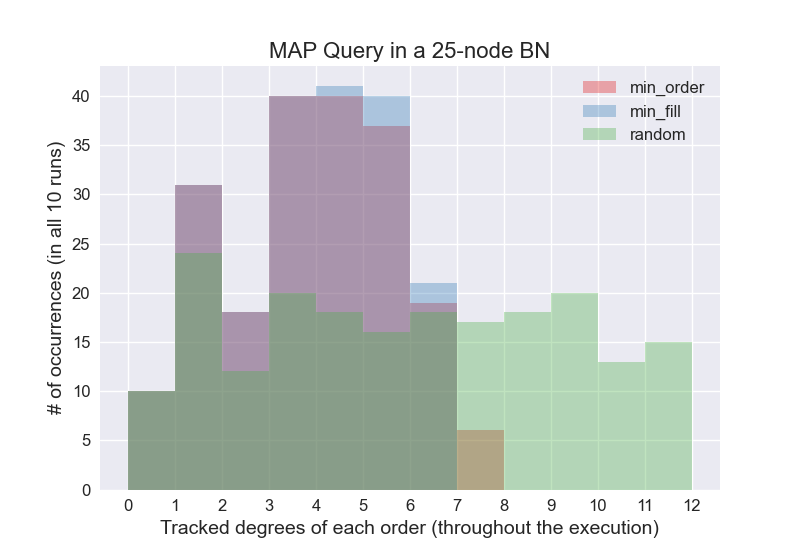 MAP Query in a 25-node BN
min_order
min_fill
random
# of occurrences (in all 10 runs)
40
35
30
25
20
15
10
5
0
0 1 2 3 4 5 6 7 8 9 10 11 12
Tracked degrees of each order (throughout the execution)